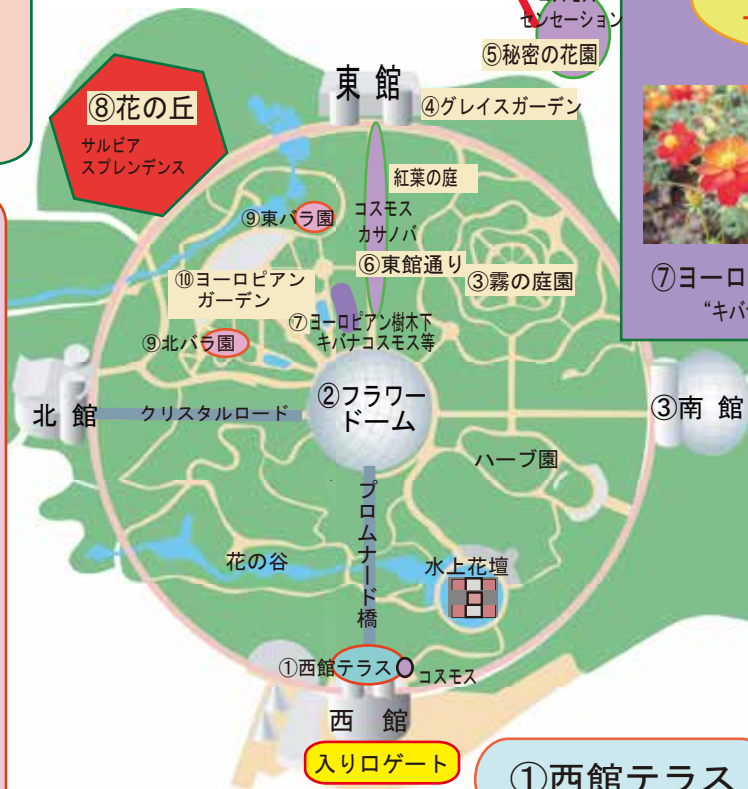 センセーション
⑤秘密の花園
東 館
④グレイスガーデン
⑧花の丘
サルビア
スプレンデンス
紅葉の庭
⑨東バラ園
コスモス
カサノバ
⑥東館通り
③霧の庭園
⑩ヨーロピアン
ガーデン
⑦ヨーロ
“キバナ
⑦ヨーロピアン樹木下
キバナコスモス等
⑨北バラ園
②フラワー
ドーム
北 館
クリスタルロード
③南 館
ハーブ園
プロムナード橋
花の谷
水上花壇
①西館テラス
コスモス
西 館
入り口ゲート
①西館テラス